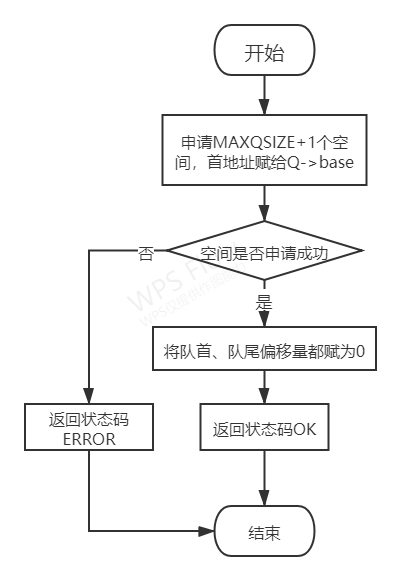 开始
申请MAXQSIZE+1个空
间，首地址赋给Q->base
空间是否申请成功
否
是
将队首、队尾偏移量都赋为0
返回状态码
ERROR
返回状态码OK
结束